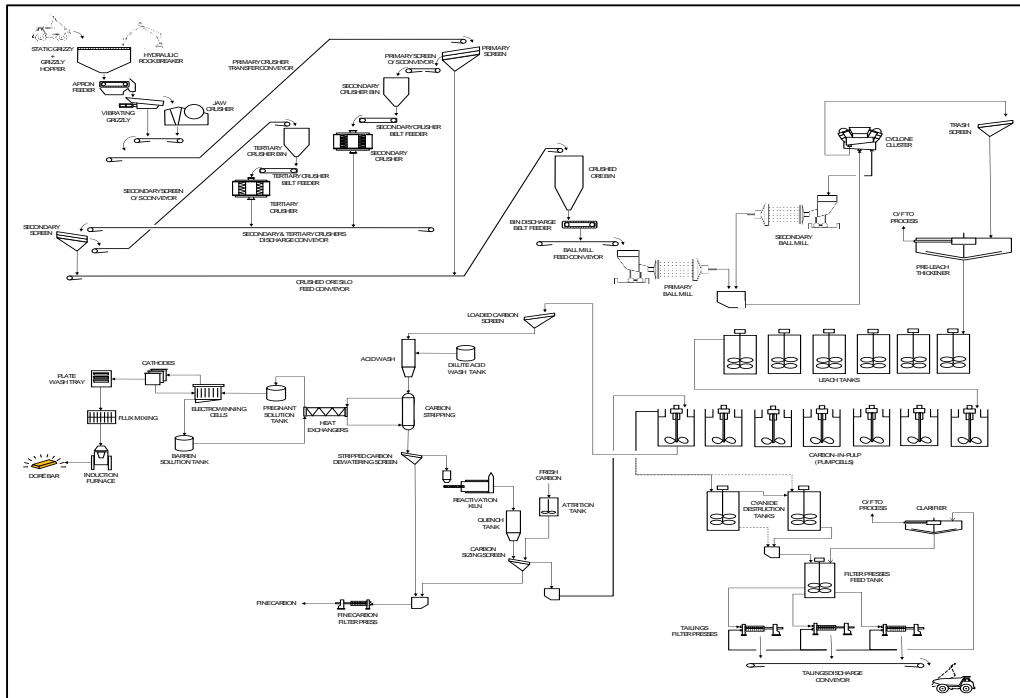 STATIC GRIZZY
+
GRIZZLY
HOPPER
HYDRAULIC
ROCKBREAKER
APRON
FEEDER
VIBRATING
GRIZZLY
JAW
CRUSHER
PRIMARY CRUSHER
TRANSFER CONVEYOR
PRIMARY SCREEN
O/S CONVEYOR
PRIMARY
SCREEN
SECONDARY
CRUSHER BIN
SECONDARY CRUSHER
BELT FEEDER
SECONDARY
CRUSHER
TERTIARY
CRUSHER BIN
TERTIARY CRUSHER
BELT FEEDER
TERTIARY
CRUSHER
SECONDARY SCREEN
O/S CONVEYOR
SECONDARY
SCREEN
SECONDARY & TERTIARY CRUSHERS
DISCHARGE CONVEYOR
CRUSHED ORE SILO
FEED CONVEYOR
CRUSHED
ORE BIN
BIN DISCHARGE
BELT FEEDER
BALL MILL
FEED CONVEYOR
PRIMARY
BALL MILL
SECONDARY
BALL MILL
CYCLONE
CLUSTER
TRASH
SCREEN
O/F TO
PROCESS
PRE-LEACH
THICKENER
LOADED CARBON
SCREEN
LEACH TANKS
ACID WASH
DILUTE ACID
WASH TANK
CATHODES
PLATE
WASH TRAY
ELECTROWINNING
CELLS
PREGNANT
SOLUTION
TANK
HEAT
EXCHANGERS
CARBON
STRIPPING
FLUX MIXING
BARREN
SOLUTION TANK
DORE BAR
INDUCTION
FURNACE
STRIPPED CARBON
DEWATERING SCREEN
REACTIVATION
KILN
FRESH
CARBON
ATTRITION
TANK
QUENCH
TANK
CARBON
SIZING SCREEN
CARBON-IN-PULP
(PUMPCELLS)
CYANIDE
DESTRUCTION
TANKS
O/F TO
PROCESS
CLARIFIER
FILTER PRESSES
FEED TANK
FINE CARBON
FINE CARBON
FILTER PRESS
TAILINGS
FILTER PRESSES
TAILINGS DISCHARGE
CONVEYOR